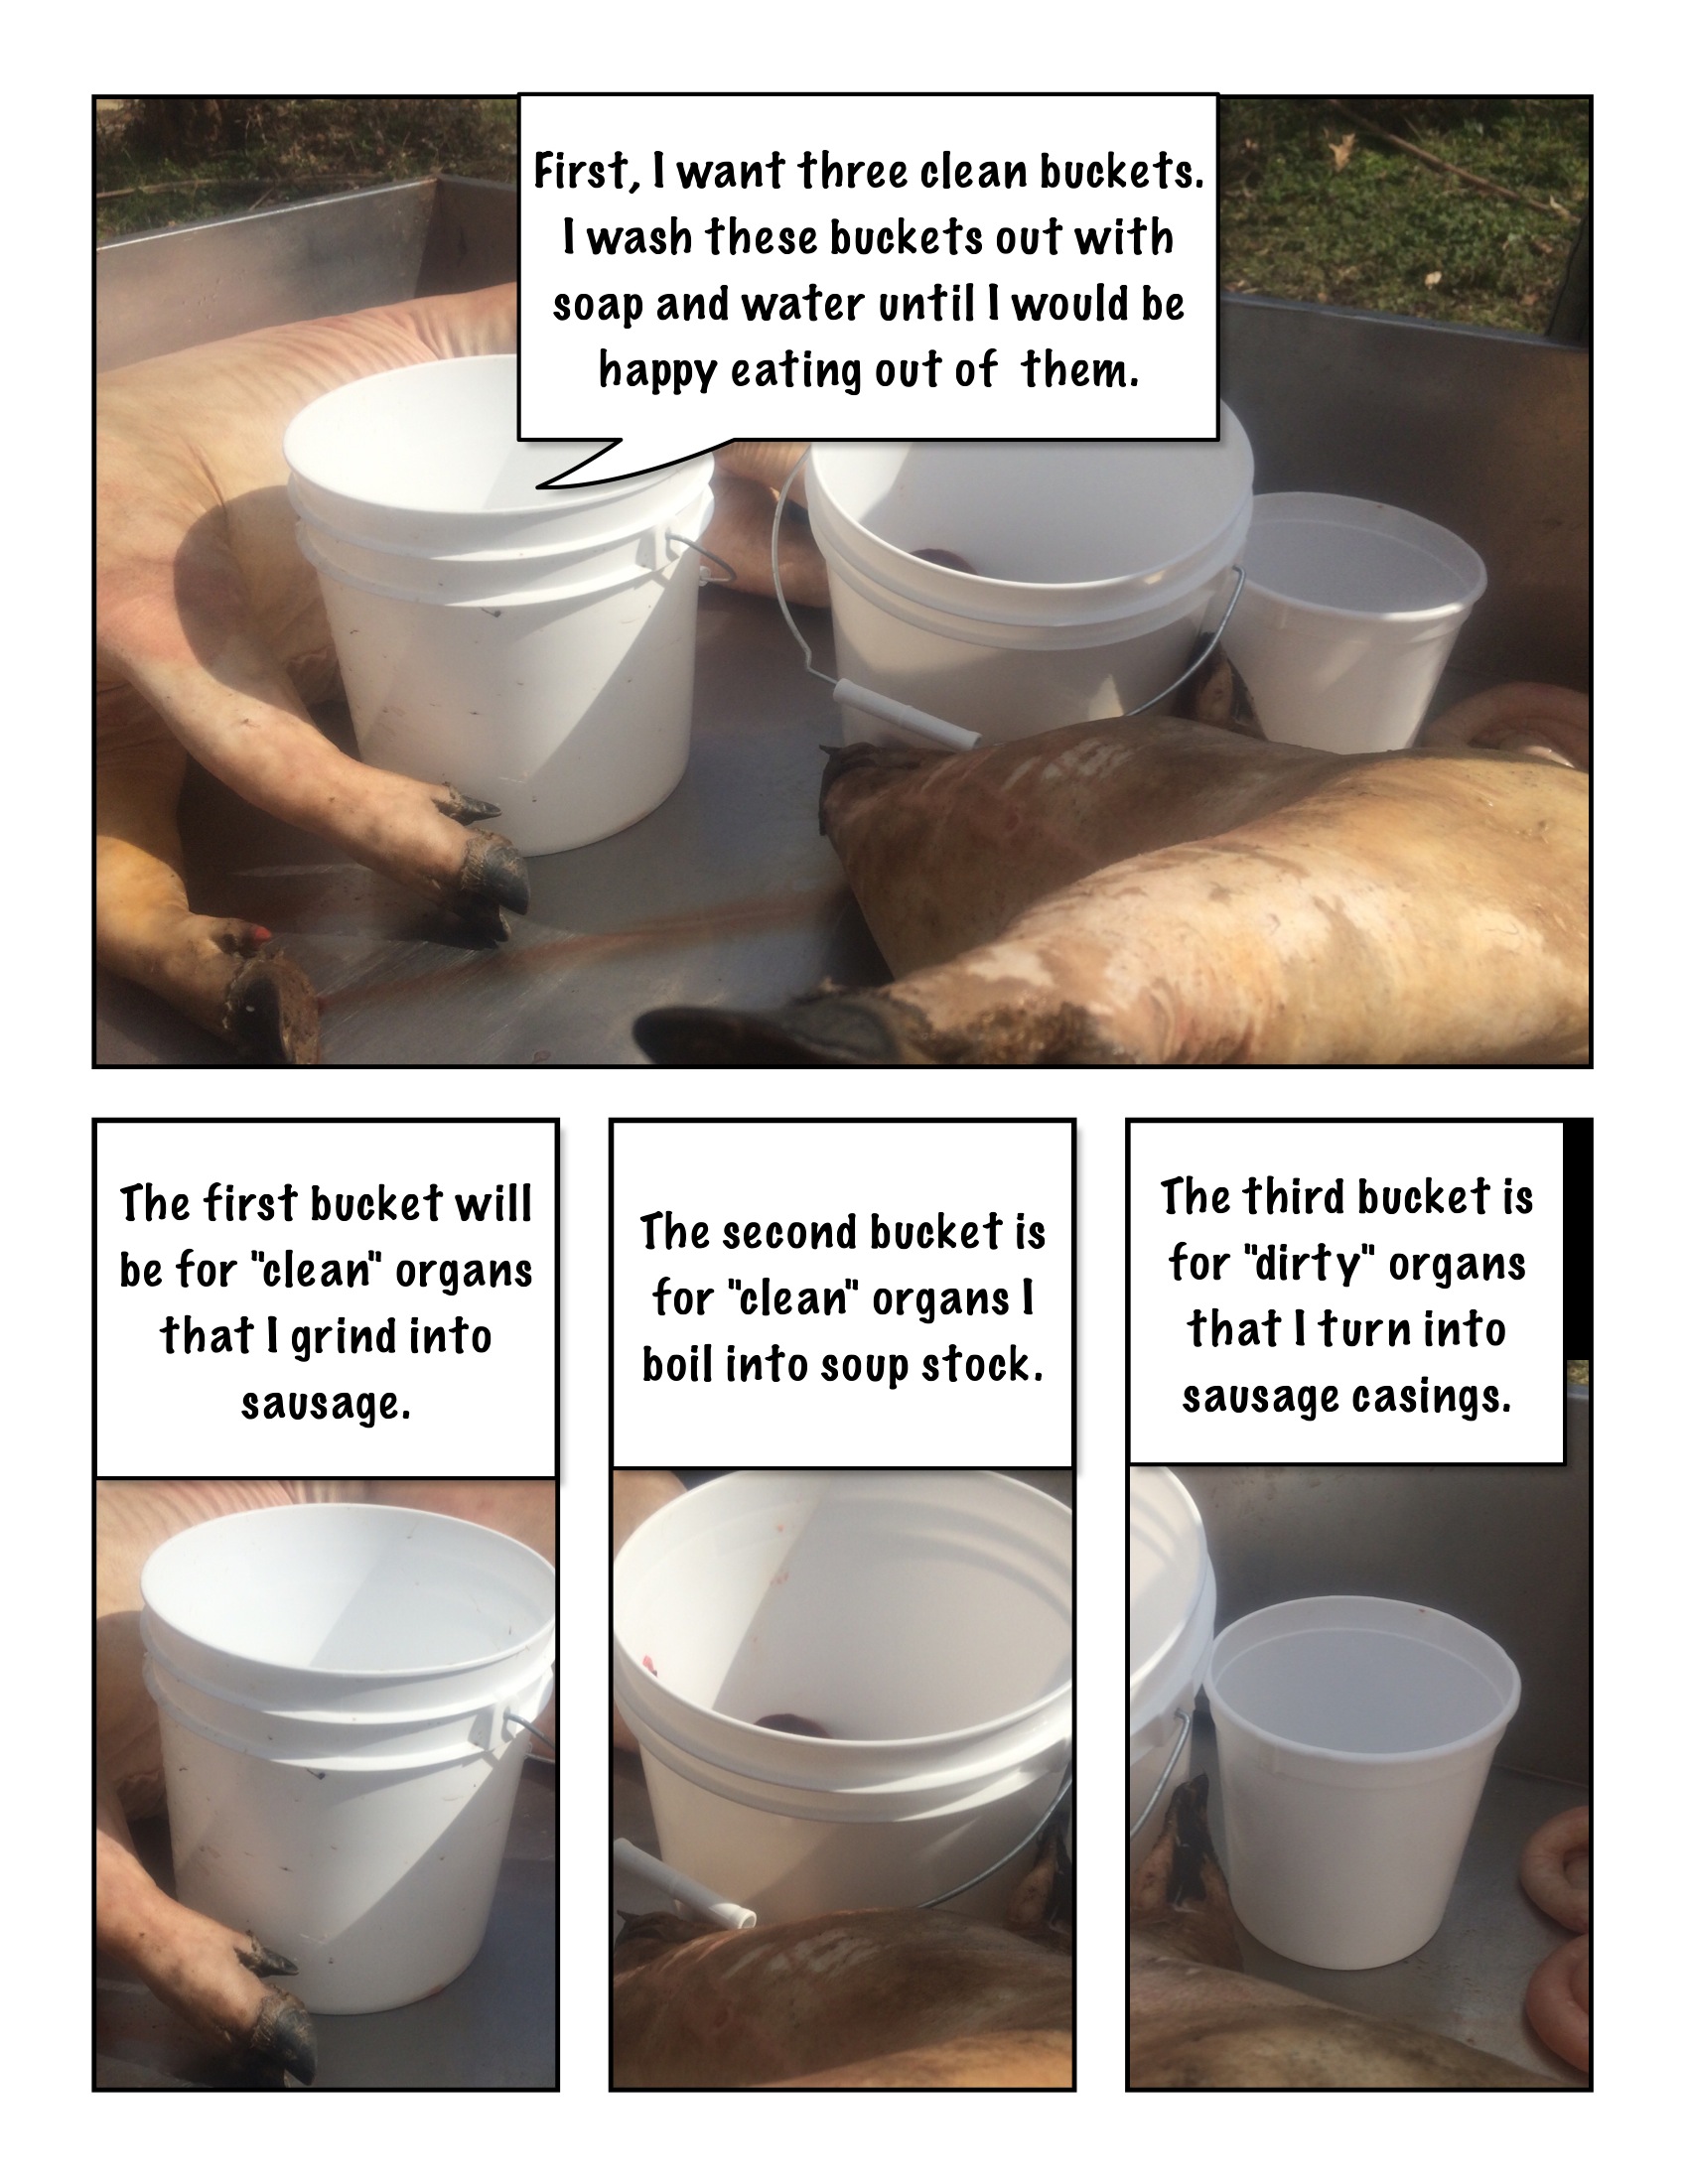 First, I want three clean buckets.
I wash these buckets out with
soap and water until I would be
happy eating out of  them.
The first bucket will
be for "clean" organs
that I grind into
sausage.
The second bucket is
for "clean" organs I
boil into soup stock.
The third bucket is
for "dirty" organs
that I turn into
sausage casings.